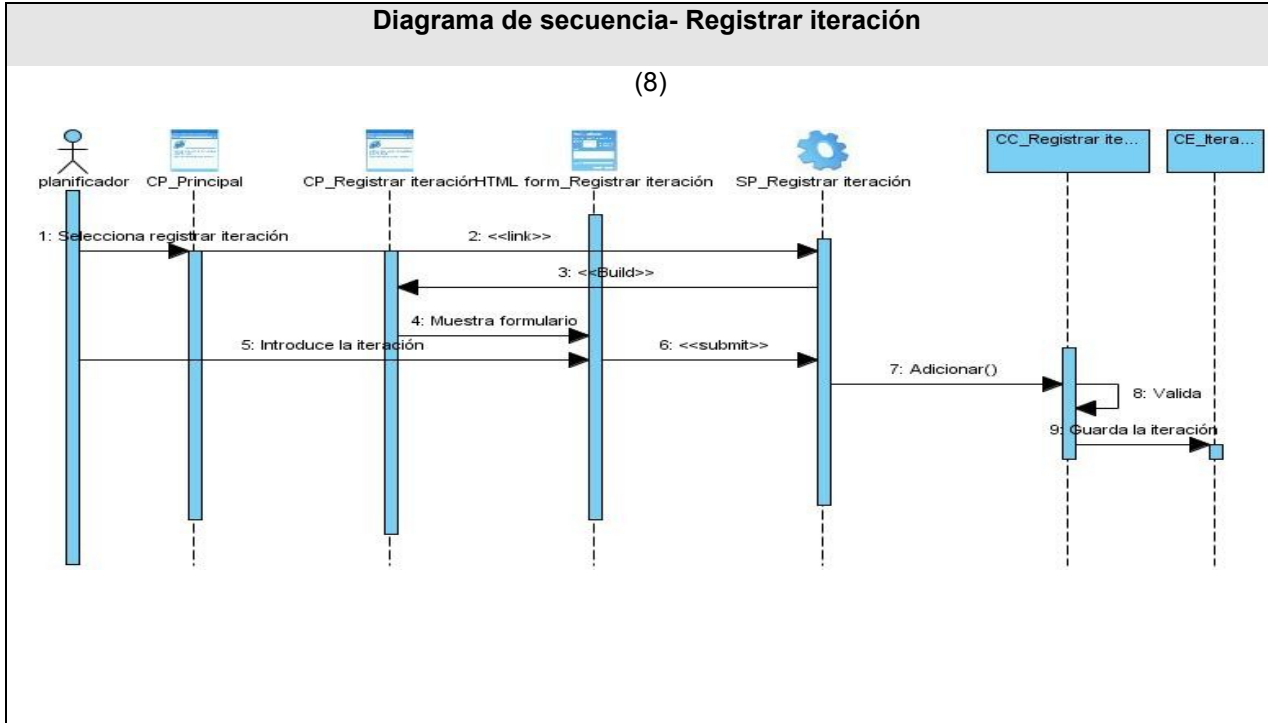 Diagrama de secuencia- Registrar iteración
(8)
CC_Registrar ite...
CE_Itera...
planificador
CP_Principal
CP_Registrar iteración
HTML form_Registrar iteración
SP_Registrar iteración
1: Selecciona registrar iteración
2: <<link>>
3: <<Build>>
4: Muestra formulario
5: Introduce la iteración
6: <<submit>>
7: Adicionar()
8: Valida
9: Guarda la iteración